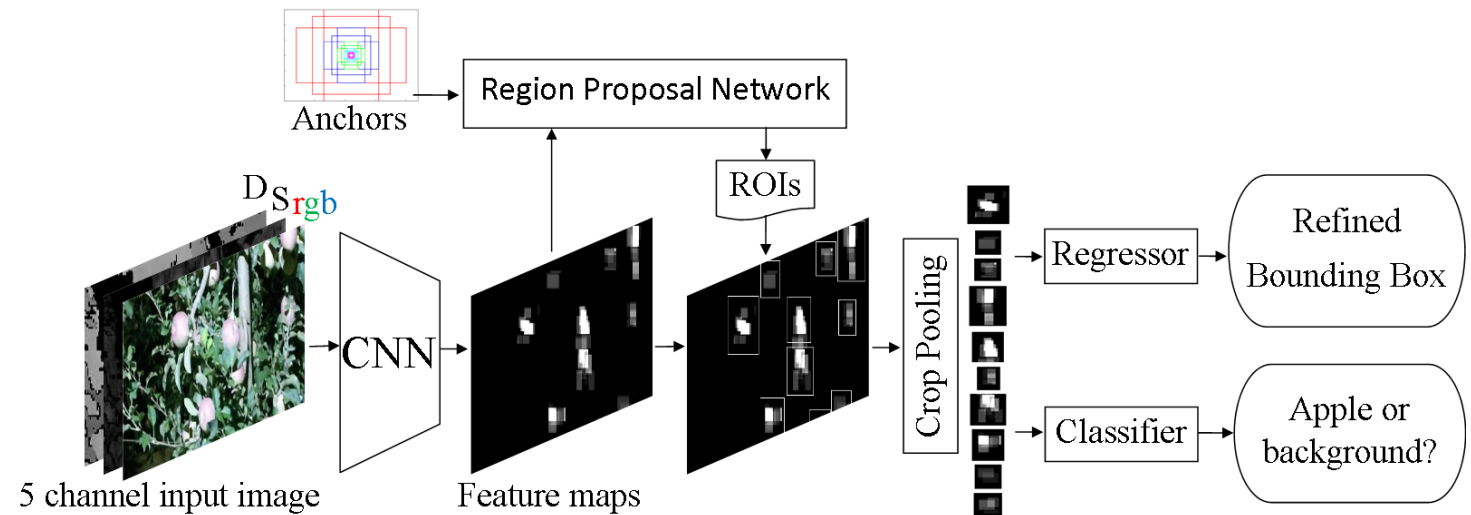 Region Proposal Network
Anchors
ROIs
D
S
rgb
CNN
Crop Pooling
Regressor
Refined
Bounding Box
Classifier
Apple or
background?
5 channel input image
Feature maps